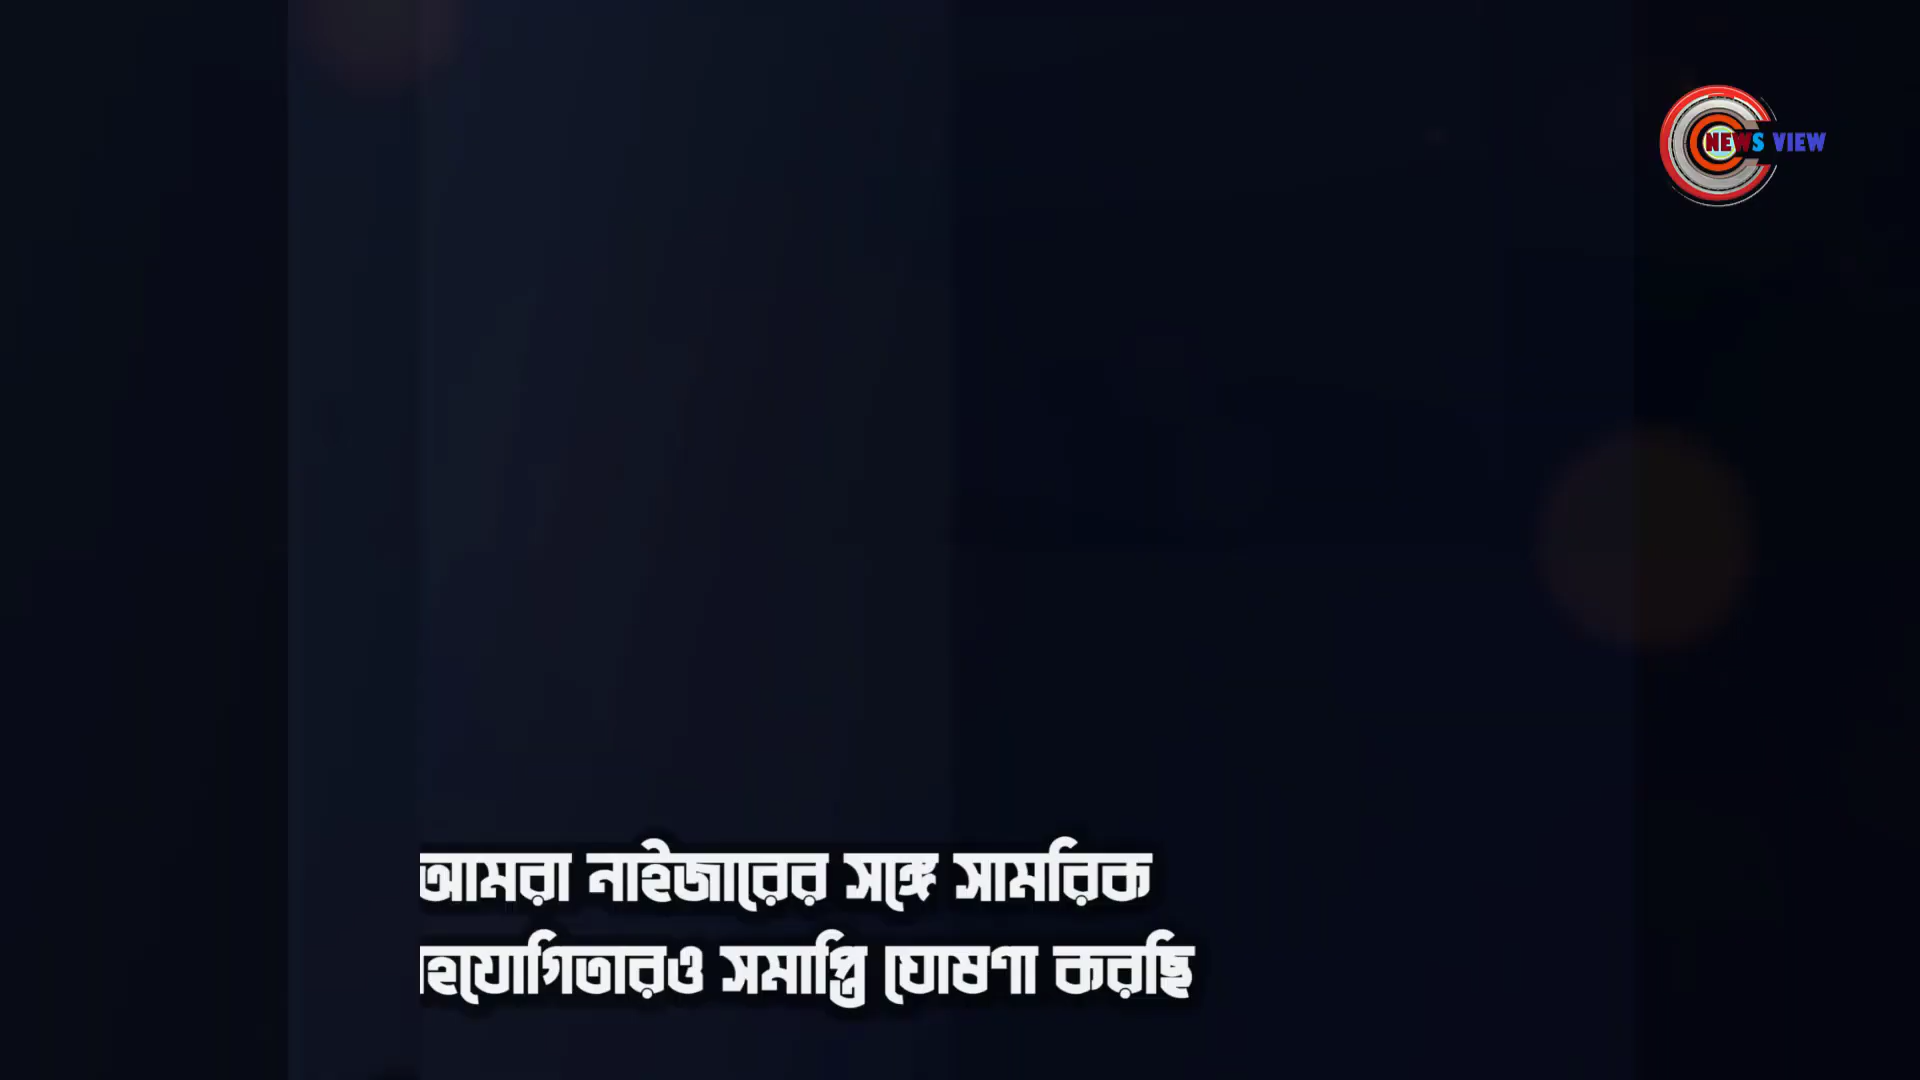 NEWS VIEW
আমরা নাইজারের সঙ্গে সামরিক
হযোগিতারও সমাপ্তি ঘোষণা করছি